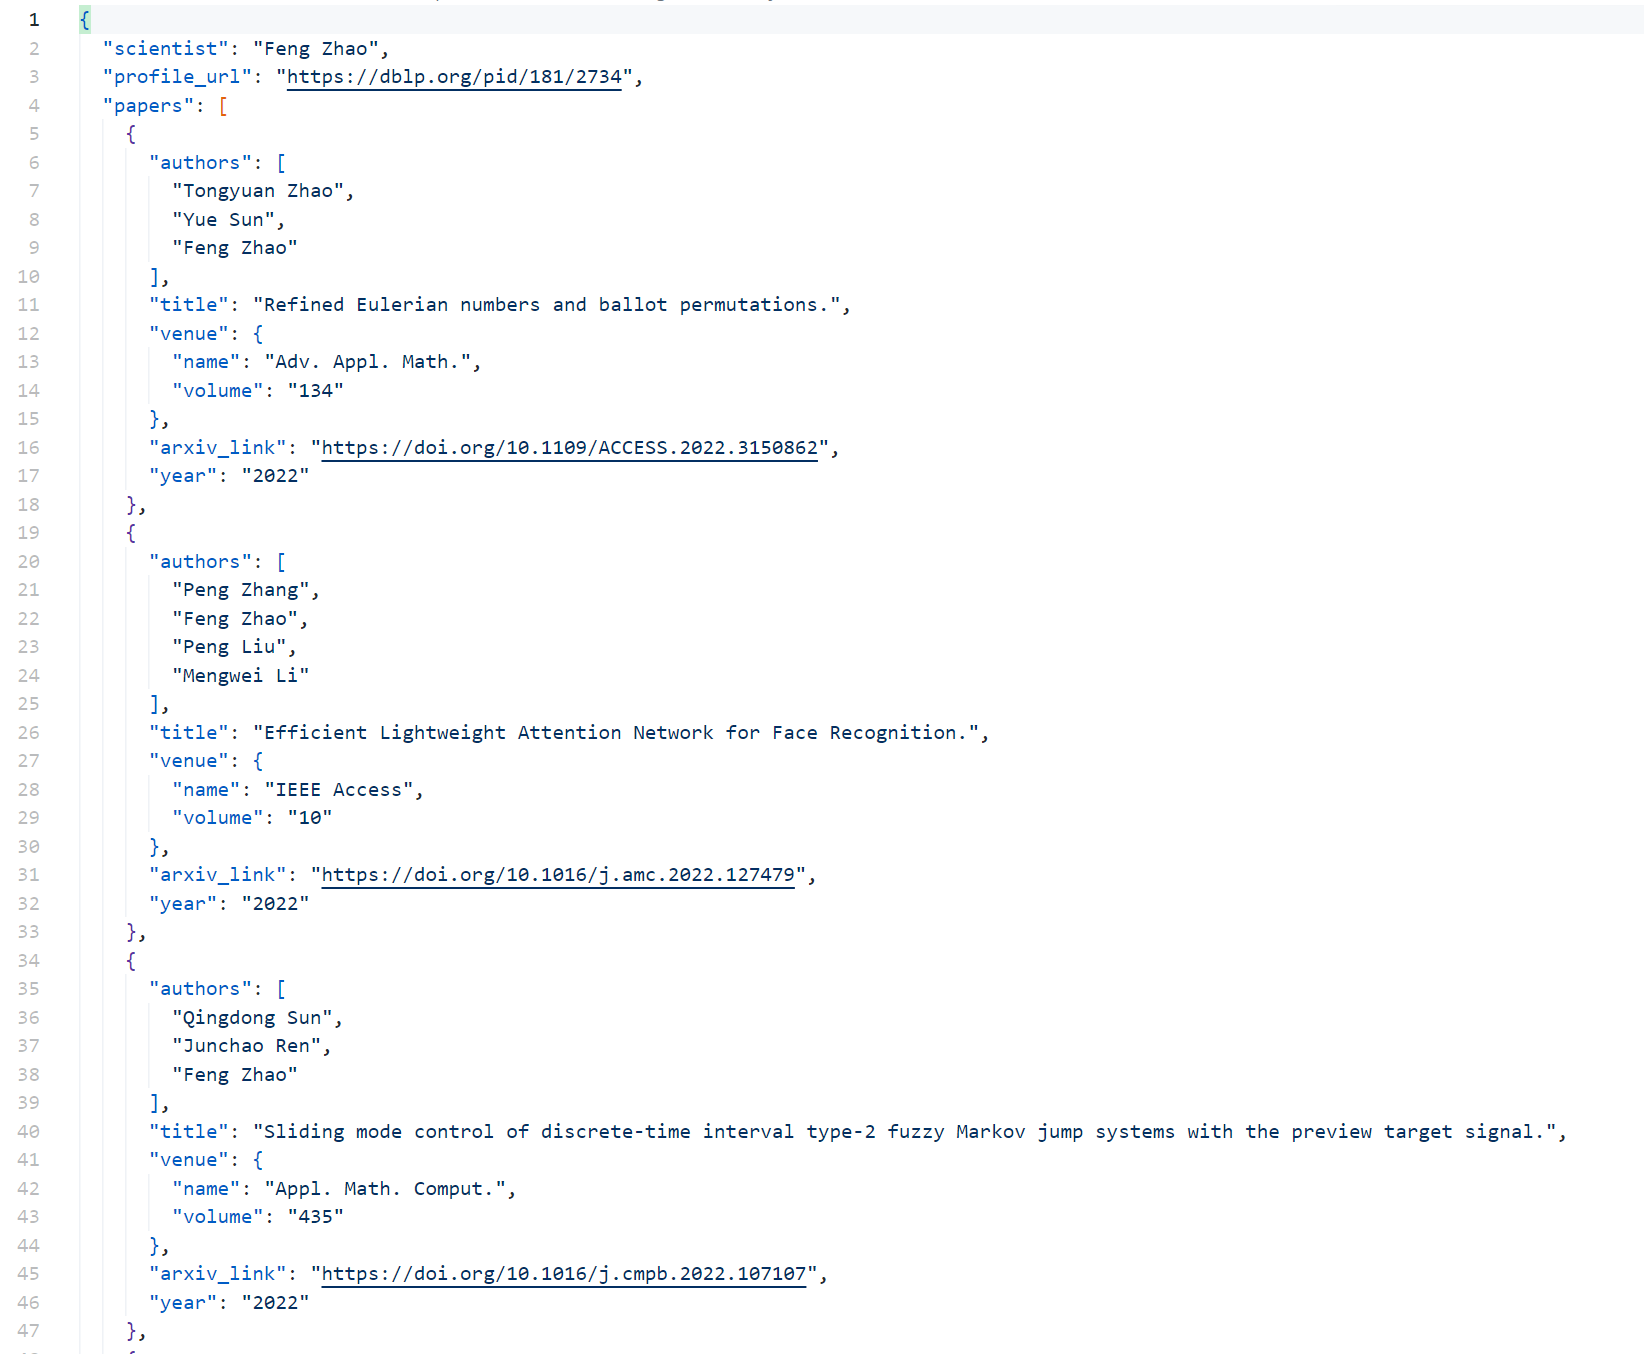 1 {
2 "scientist": "Feng Zhao",
3 "profile_url": "https://dblp.org/pid/181/2734",
4 "papers": [
5 {
6 "authors": [
7 "Tongyuan Zhao",
8 "Yue Sun",
9 "Feng Zhao"
10 ],
11 "title": "Refined Eulerian numbers and ballot permutations.",
12 "venue": {
13 "name": "Adv. Appl. Math.",
14 "volume": "134"
15 },
16 "arxiv_link": "https://doi.org/10.1109/ACCESS.2022.3150862",
17 "year": "2022"
18 },
19 {
20 "authors": [
21 "Peng Zhang",
22 "Feng Zhao",
23 "Peng Liu",
24 "Mengwei Li"
25 ],
26 "title": "Efficient Lightweight Attention Network for Face Recognition.",
27 "venue": {
28 "name": "IEEE Access",
29 "volume": "10"
30 },
31 "arxiv_link": "https://doi.org/10.1016/j.amc.2022.127479",
32 "year": "2022"
33 },
34 {
35 "authors": [
36 "Qingdong Sun",
37 "Junchao Ren",
38 "Feng Zhao"
39 ],
40 "title": "Sliding mode control of discrete-time interval type-2 fuzzy Markov jump systems with the preview target signal.",
41 "venue": {
42 "name": "Appl. Math. Comput.",
43 "volume": "435"
44 },
45 "arxiv_link": "https://doi.org/10.1016/j.cmpb.2022.107107",
46 "year": "2022"
47 },